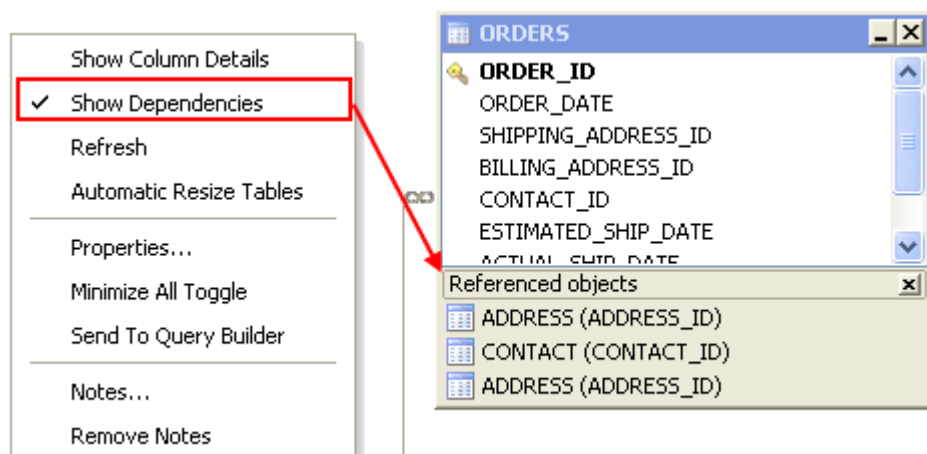 Show Column Details
Show Dependencies
Refresh
Automatic Resize Tables
Properties...
Minimize All Toggle
Send To Query Builder
Notes...
Remove Notes
ORDERS
ORDER_ID
ORDER_DATE
SHIPPING_ADDRESS_ID
BILLING_ADDRESS_ID
CONTACT_ID
ESTIMATED_SHIP_DATE
ACTUAL_SHIP_DATE
Referenced objects
ADDRESS (ADDRESS_ID)
CONTACT (CONTACT_ID)
ADDRESS (ADDRESS_ID)